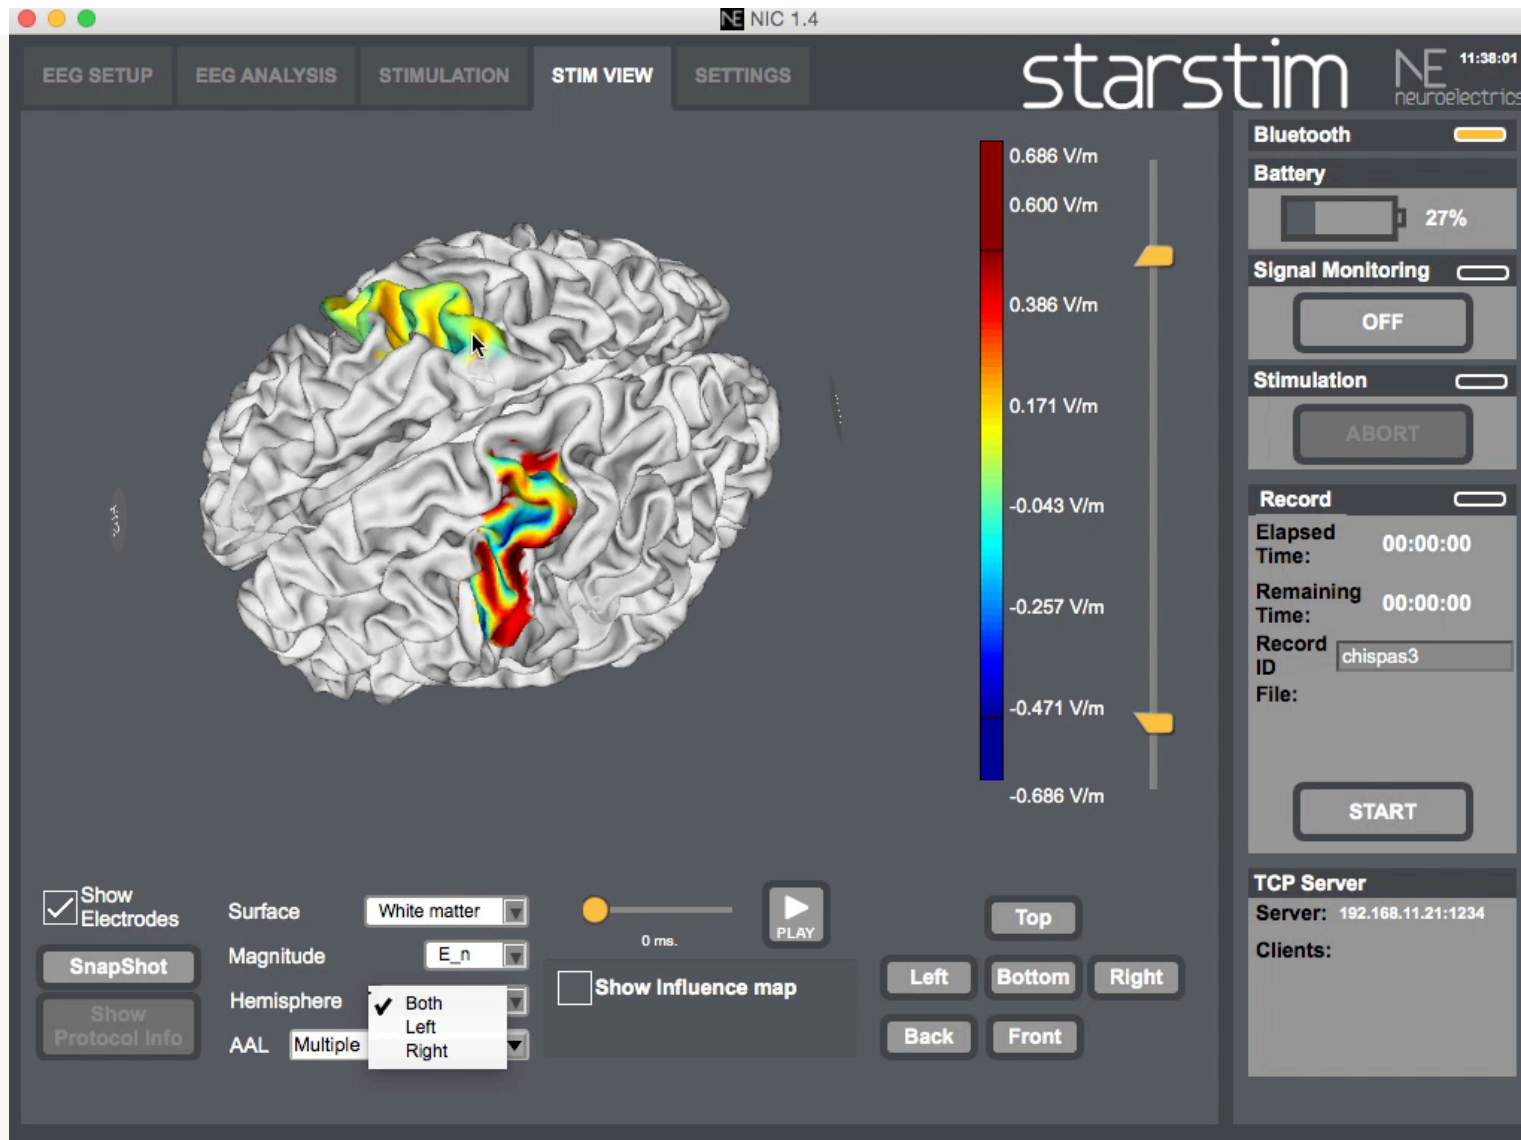 NE NIC 1.4
EEG SETUP
EEG ANALYSIS
STIMULATION
STIM VIEW
SETTINGS
starstim
NE
neuroelectrics
11:38:01
0.686 V/m
0.600 V/m
0.386 V/m
0.171 V/m
-0.043 V/m
-0.257 V/m
-0.471 V/m
-0.686 V/m
Bluetooth
Battery
27%
Signal Monitoring
OFF
Stimulation
ABORT
Record
Elapsed
Time:
00:00:00
Remaining
Time:
00:00:00
Record
ID
chispas3
File:
START
TCP Server
Server: 192.168.11.21:1234
Clients:
Show
Electrodes
SnapShot
Show
Protocol Info
Surface
White matter
Magnitude
E_n
Hemisphere
Both
Left
Right
AAL
Multiple
0 ms.
PLAY
Show Influence map
Top
Left
Bottom
Right
Back
Front